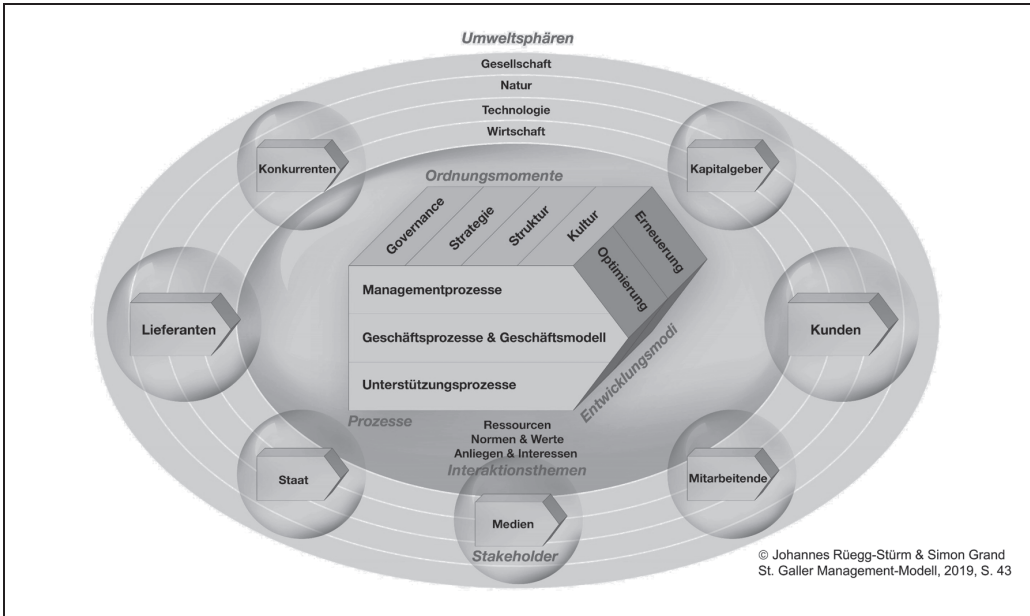 Umweltsphären
Gesellschaft
Natur
Technologie
Wirtschaft
Konkurrenten
Kapitalgeber
Ordnungsmomente
Governance
Strategie
Struktur
Kultur
Erneuerung
Optimierung
Managementprozesse
Geschäftsprozesse & Geschäftsmodell
Unterstützungsprozesse
Entwicklungsmodi
Lieferanten
Kunden
Prozesse
Ressourcen
Normen & Werte
Anliegen & Interessen
Interaktionsthemen
Staat
Mitarbeitende
Medien
Stakeholder
© Johannes Rüegg-Stürm & Simon Grand
St. Galler Management-Modell, 2019, S. 43